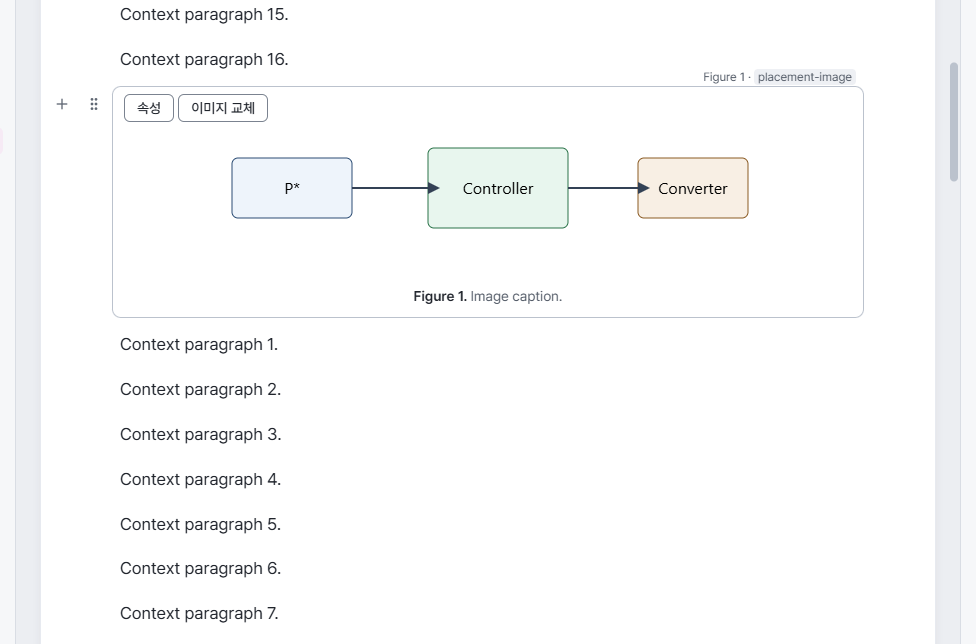 Context paragraph 15.
Context paragraph 16.
Figure 1 · placement-image
속성 이미지 교체
P* Controller Converter
Figure 1. Image caption.
Context paragraph 1.
Context paragraph 2.
Context paragraph 3.
Context paragraph 4.
Context paragraph 5.
Context paragraph 6.
Context paragraph 7.